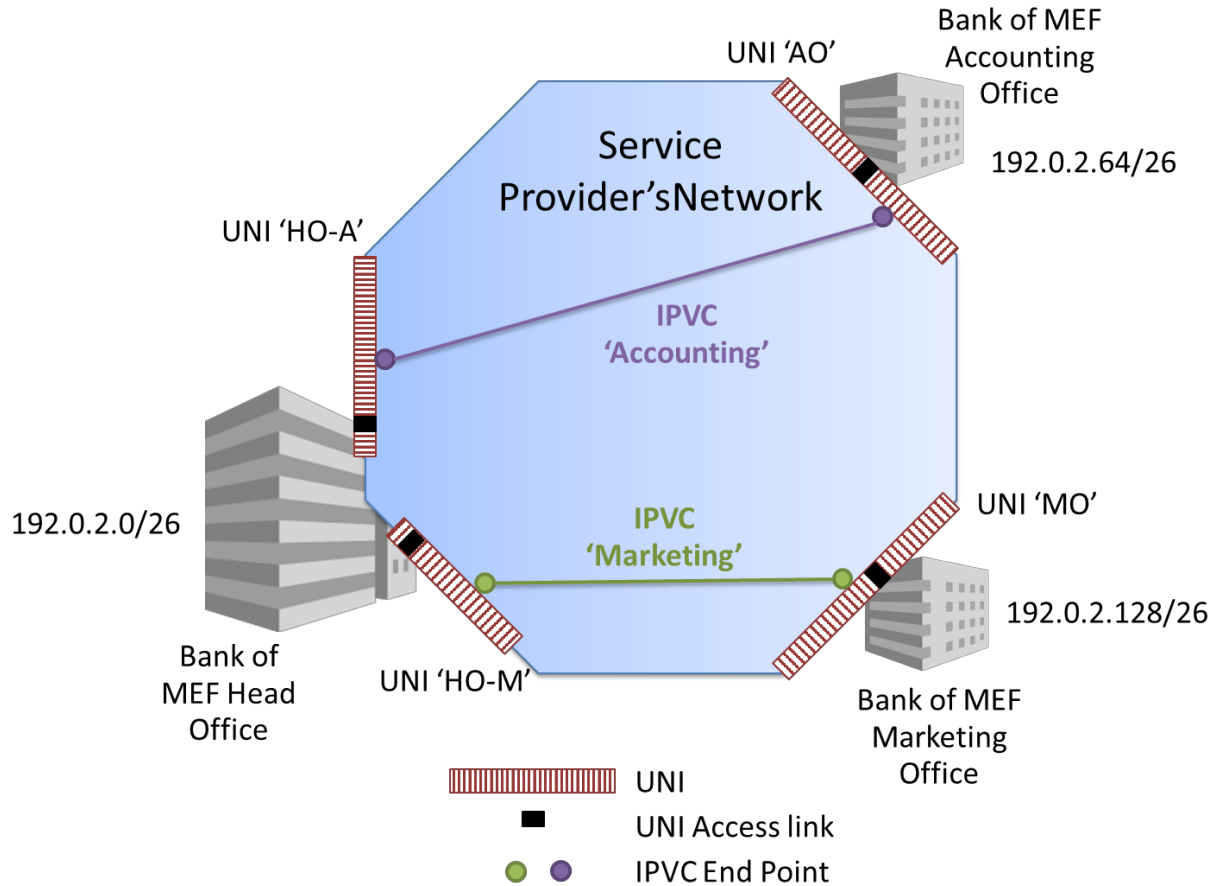 Bank of MEF
Accounting
Office
UNI ‘AO’
Service
Provider’sNetwork
192.0.2.64/26
UNI ‘HO-A’
IPVC
‘Accounting’
192.0.2.0/26
IPVC
‘Marketing’
UNI ‘MO’
192.0.2.128/26
Bank of
MEF Head
Office
UNI ‘HO-M’
Bank of MEF
Marketing
Office
UNI
UNI Access link
IPVC End Point